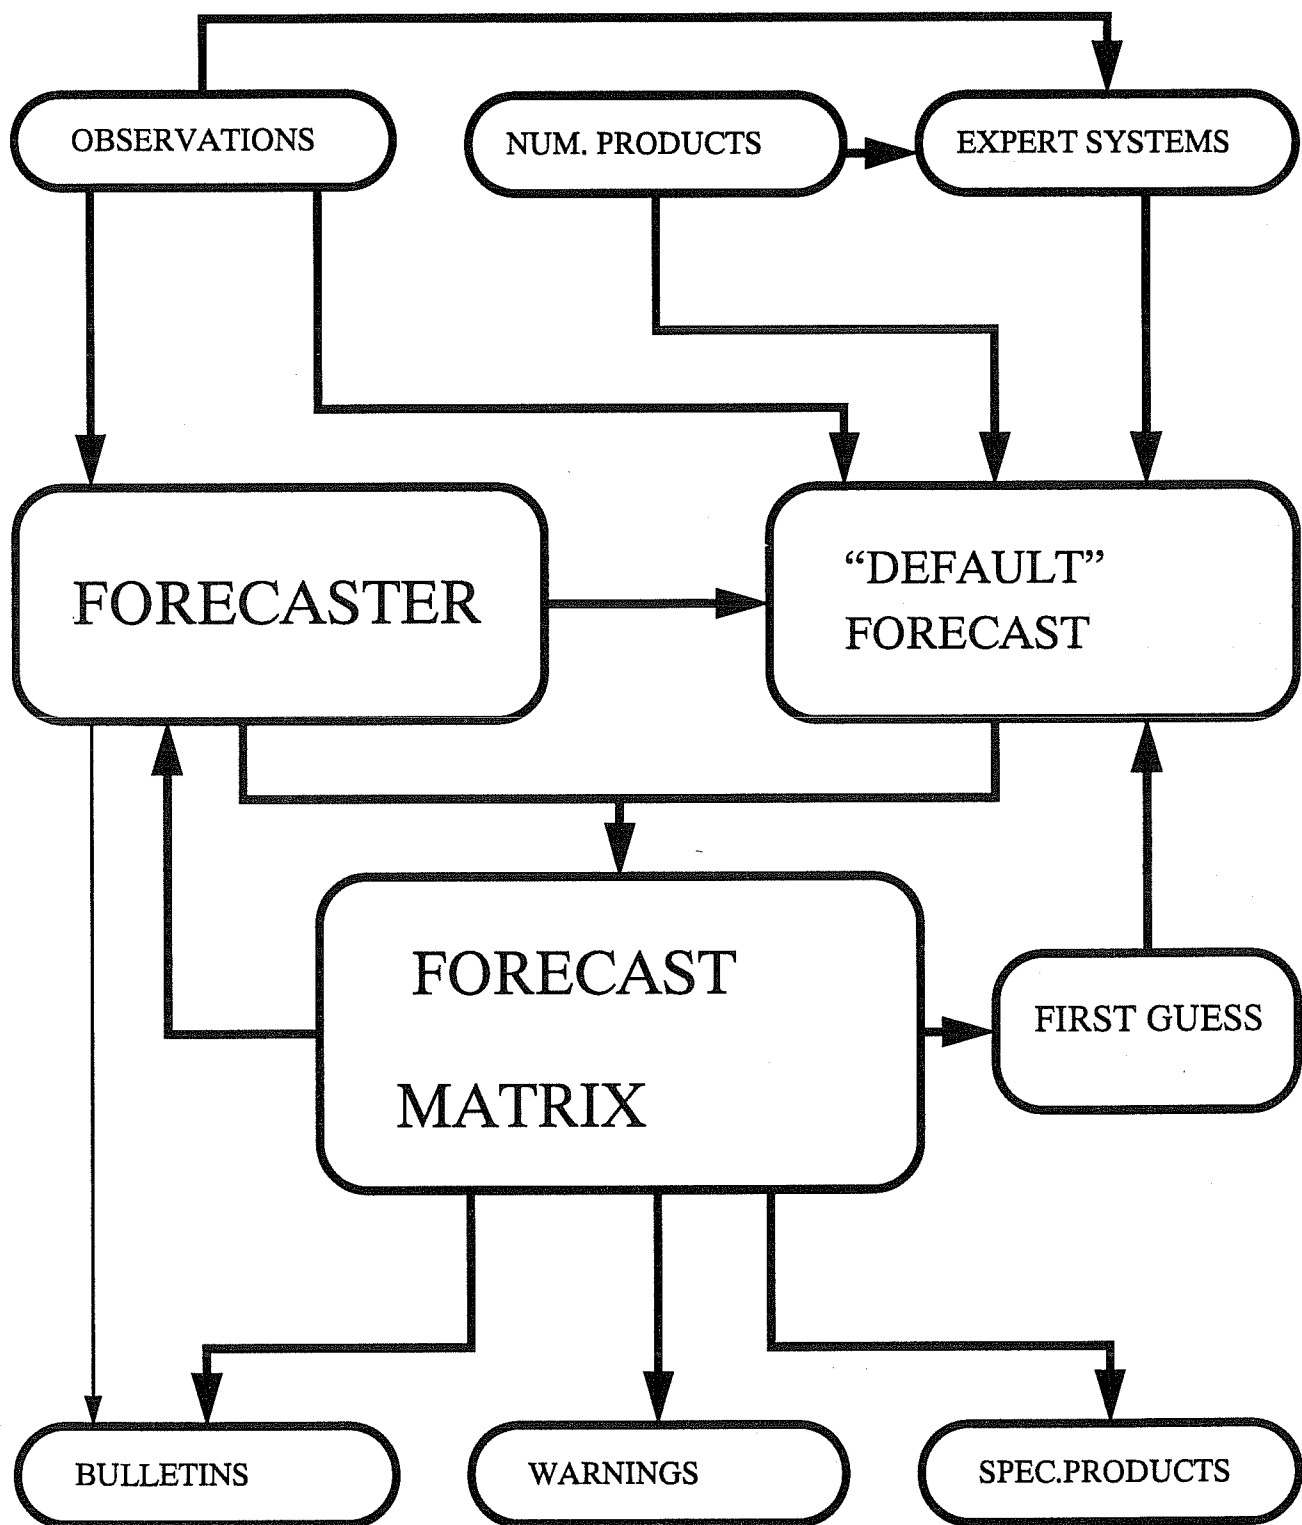 OBSERVATIONS
NUM. PRODUCTS
EXPERT SYSTEMS
FORECASTER
“DEFAULT”
FORECAST
FORECAST
MATRIX
FIRST GUESS
BULLETINS
WARNINGS
SPEC.PRODUCTS